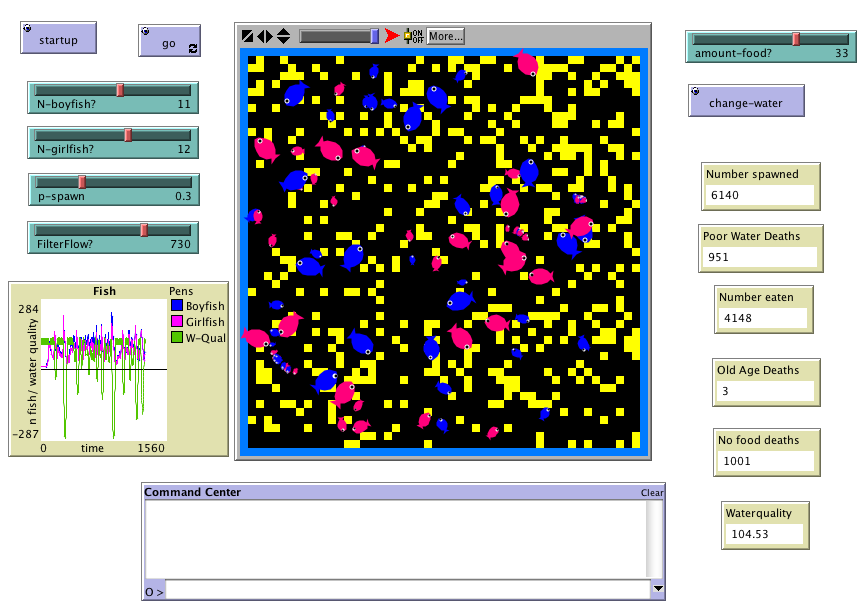 startup
go
N-boyfish? 11
N-girlfish? 12
p-spawn 0.3
FilterFlow? 730
Fish
284
-287
n fish/ water quality
0 time 1560
Pens
Boyfish
Girlfish
W-Qual
ON
OFF
More...
amount-food? 33
change-water
Number spawned
6140
Poor Water Deaths
951
Number eaten
4148
Old Age Deaths
3
No food deaths
1001
Waterquality
104.53
Command Center Clear
O >